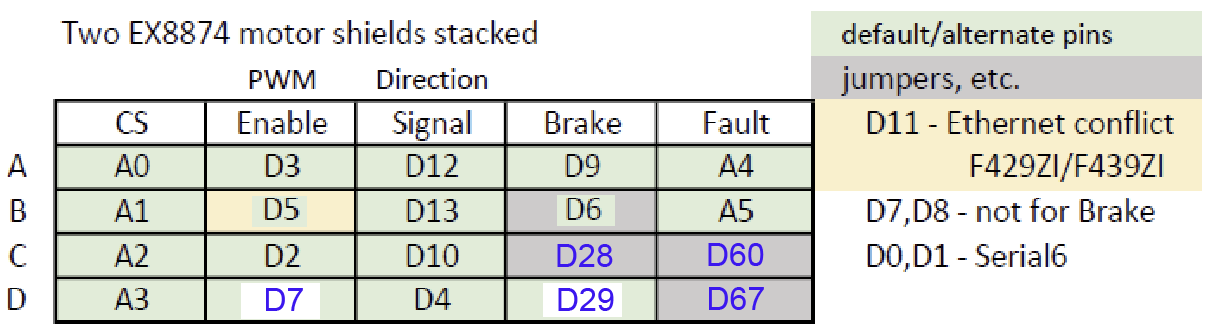 Two EX8874 motor shields stacked
default/alternate pins
PWM Direction
jumpers, etc.
CS Enable Signal Brake Fault
D11 - Ethernet conflict
A A0 D3 D12 D9 A4
F429ZI/F439ZI
B A1 D5 D13 D6 A5
D7,D8 - not for Brake
C A2 D2 D10 D28 D60
D0,D1 - Serial6
D A3 D7 D4 D29 D67